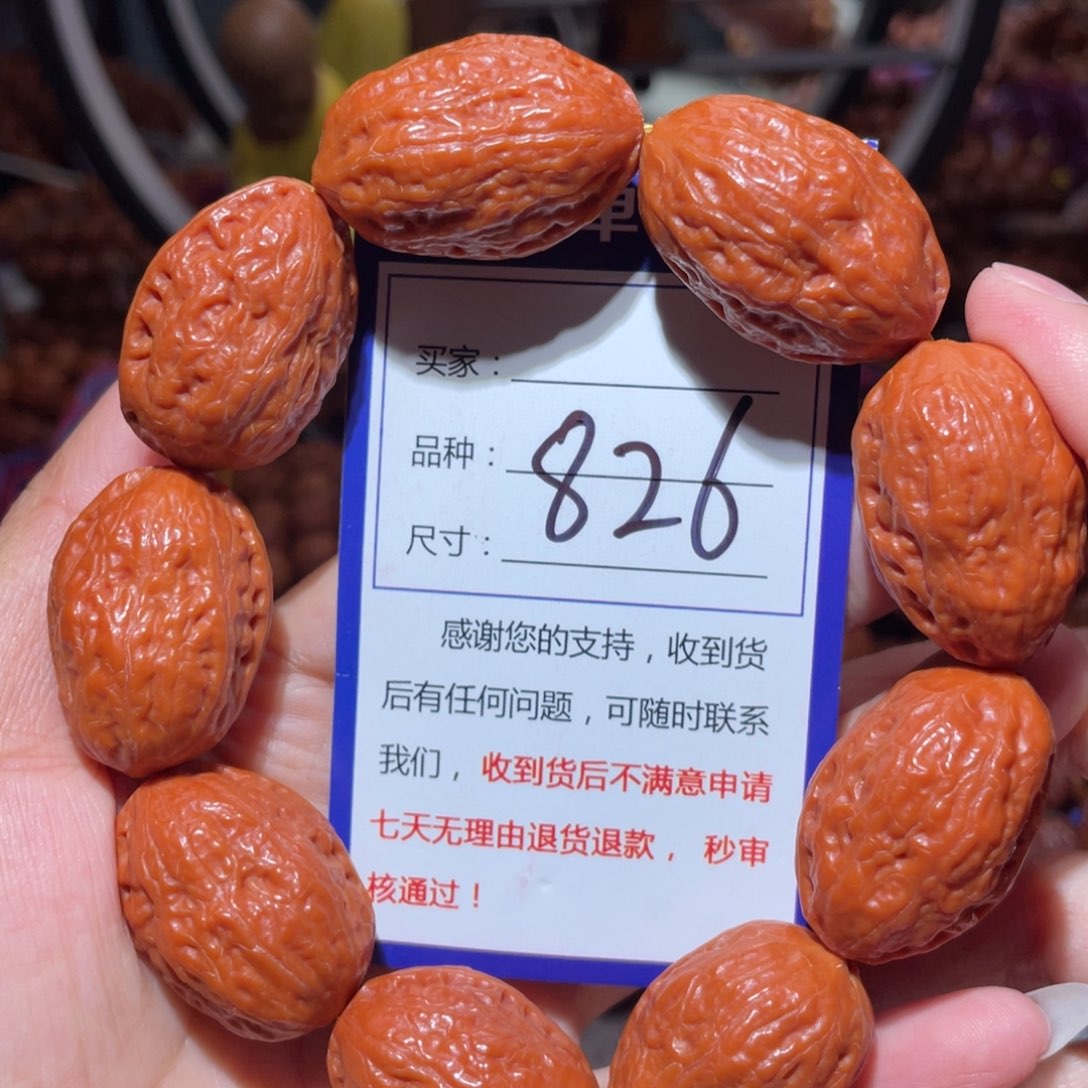 单
买家：
品种：
826
尺寸：
感谢您的支持，收到货
后有任何问题，可随时联系
我们，收到货后不满意申请
七天无理由退货退款，秒审
核通过！